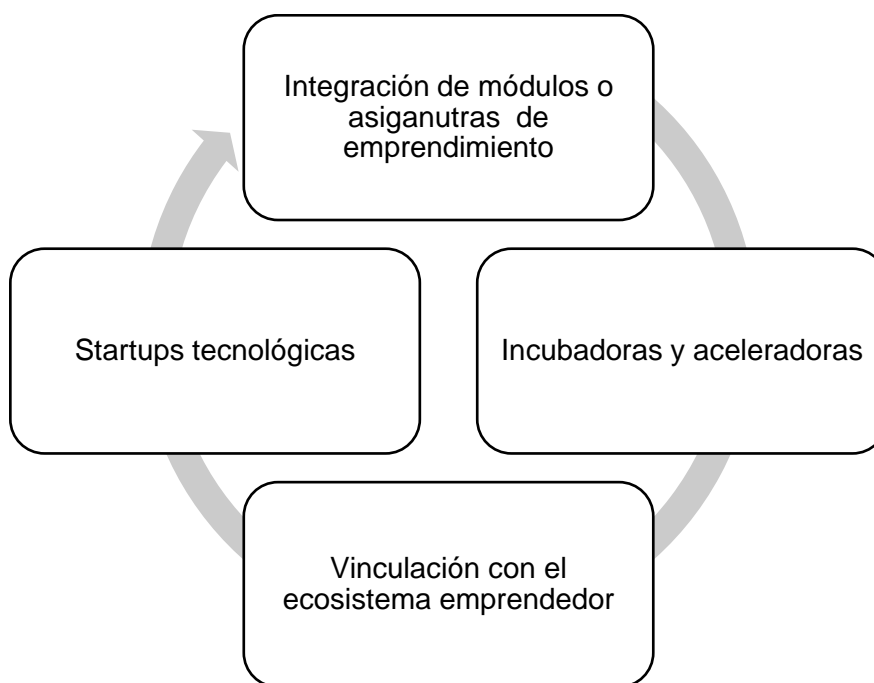 Integración de módulos o
asiganutras de
emprendimiento
Incubadoras y aceleradoras
Vinculación con el
ecosistema emprendedor
Startups tecnológicas